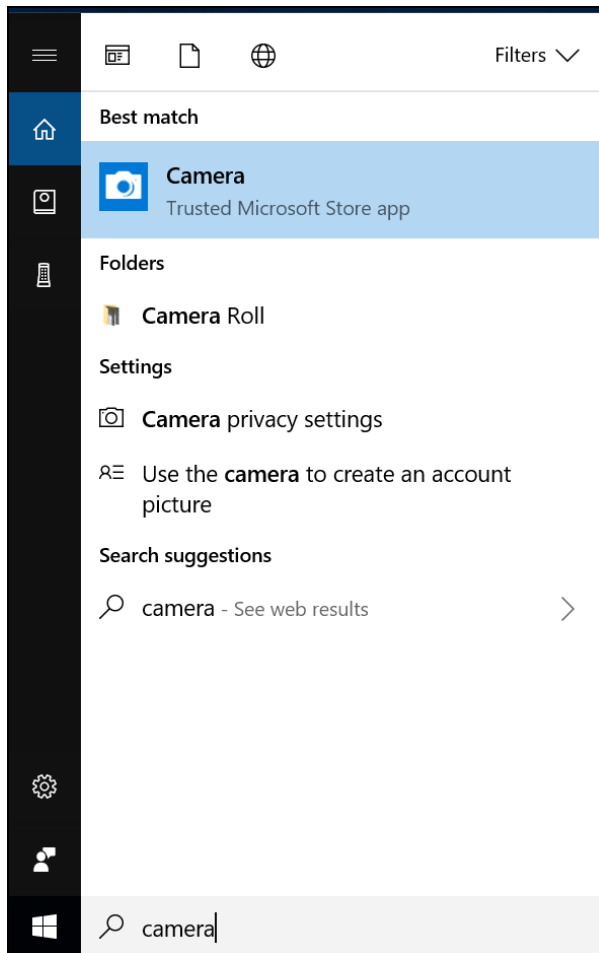 Filters
Best match
Camera
Trusted Microsoft Store app
Folders
Camera Roll
Settings
Camera privacy settings
Use the camera to create an account
picture
Search suggestions
camera - See web results
camera